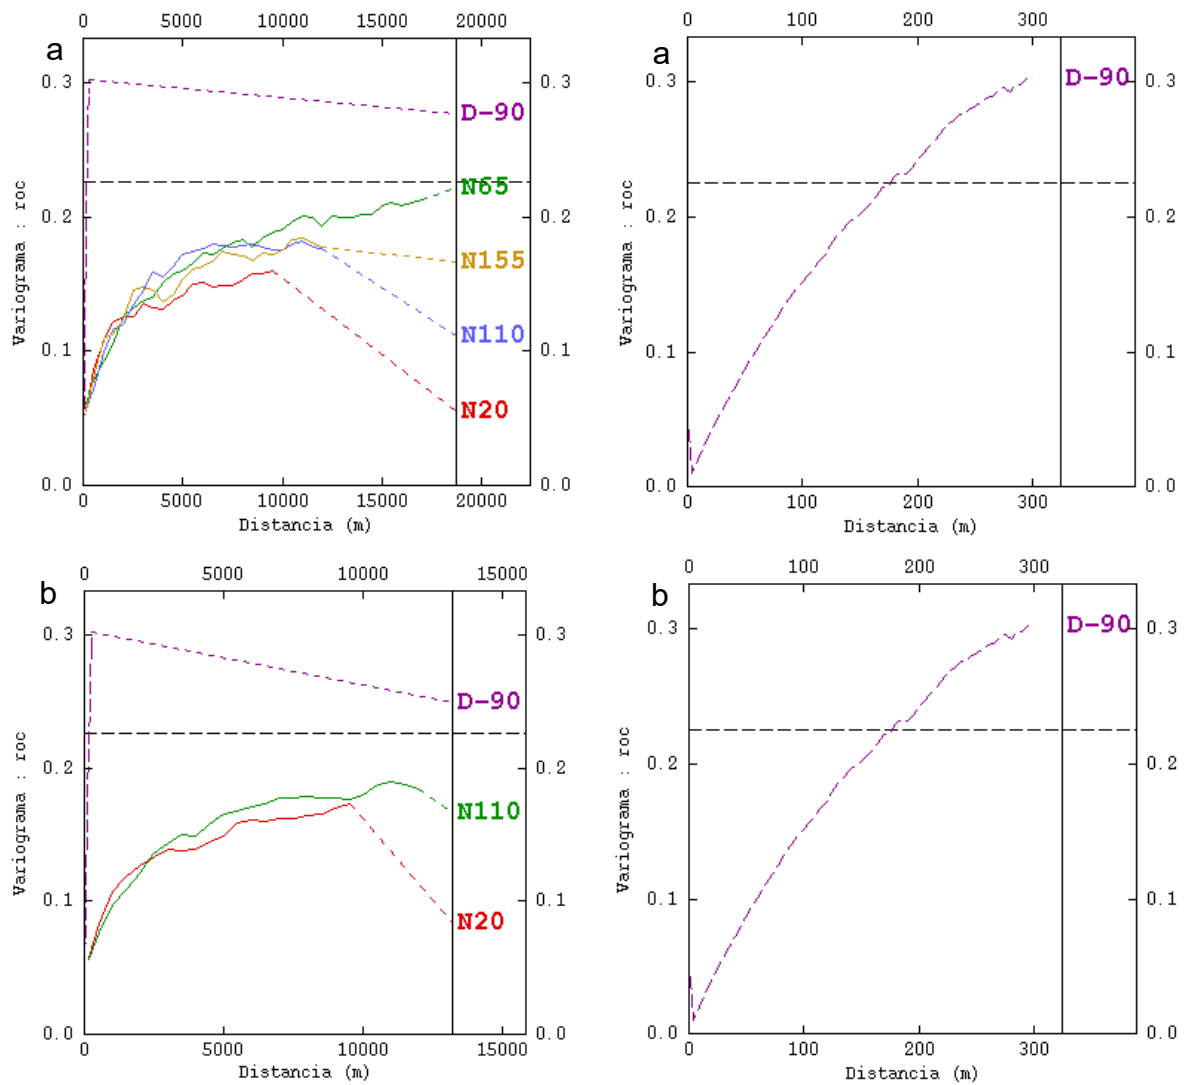 0 5000 10000 15000 20000
a
0.3 0.3
D-90
N65
0.2 0.2
N155
N110
0.1 0.1
N20
0.0 0.0
0 5000 10000 15000 20000
Distancia (m)
Variograma : roc
0 100 200 300
a
0.3 D-90 0.3
0.2 0.2
0.1 0.1
0.0 0.0
0 100 200 300
Distancia (m)
Variograma : roc
0 5000 10000 15000
b
0.3 0.3
D-90
0.2 0.2
N110
0.1 0.1
N20
0.0 0.0
0 5000 10000 15000
Distancia (m)
Variograma : roc
0 100 200 300
b
0.3 D-90 0.3
0.2 0.2
0.1 0.1
0.0 0.0
0 100 200 300
Distancia (m)
Variograma : roc